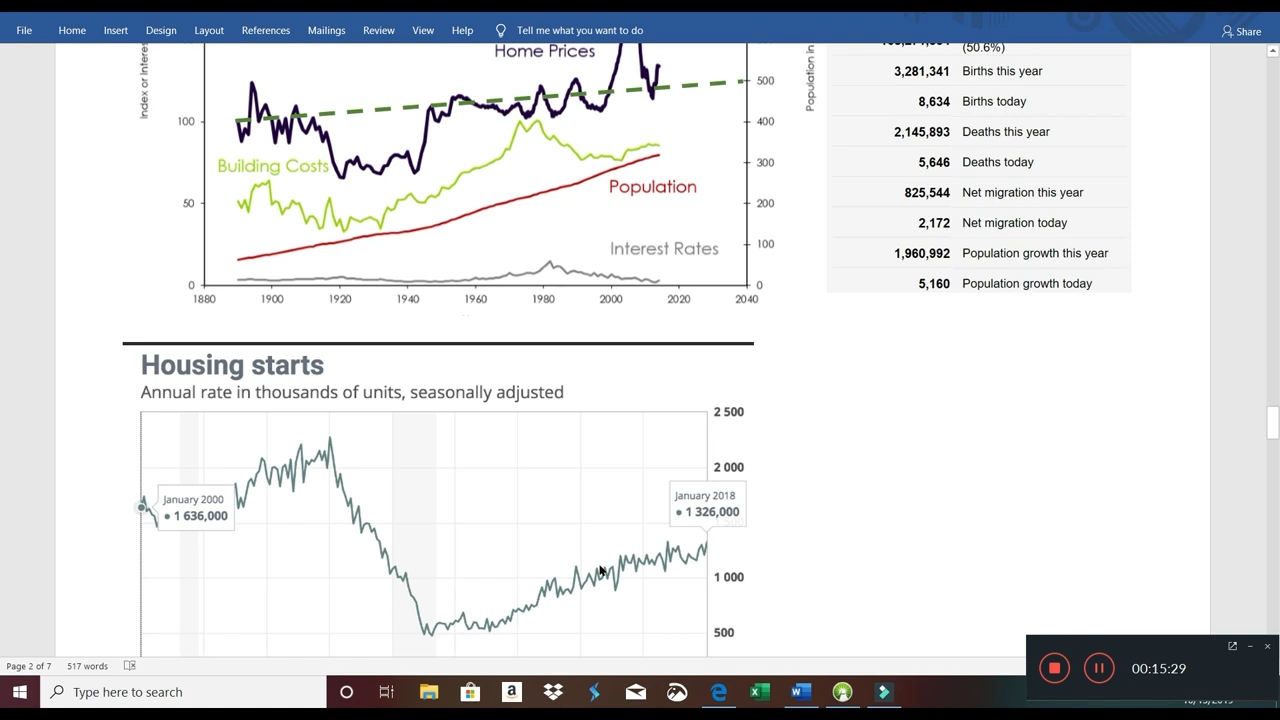 File Home Insert Design Layout References Mailings Review View Help Tell me what you want to do Share
Home Prices
Index or Interes
Population in
500
100
400
Building Costs
300
Population
50
200
Interest Rates
100
0
0
1880 1900 1920 1940 1960 1980 2000 2020 2040
(50.6%)
3,281,341 Births this year
8,634 Births today
2,145,893 Deaths this year
5,646 Deaths today
825,544 Net migration this year
2,172 Net migration today
1,960,992 Population growth this year
5,160 Population growth today
Housing starts
Annual rate in thousands of units, seasonally adjusted
2 500
2 000
January 2000
• 1 636,000
January 2018
• 1 326,000
1 000
500
00:15:29
Page 2 of 7 517 words
Type here to search